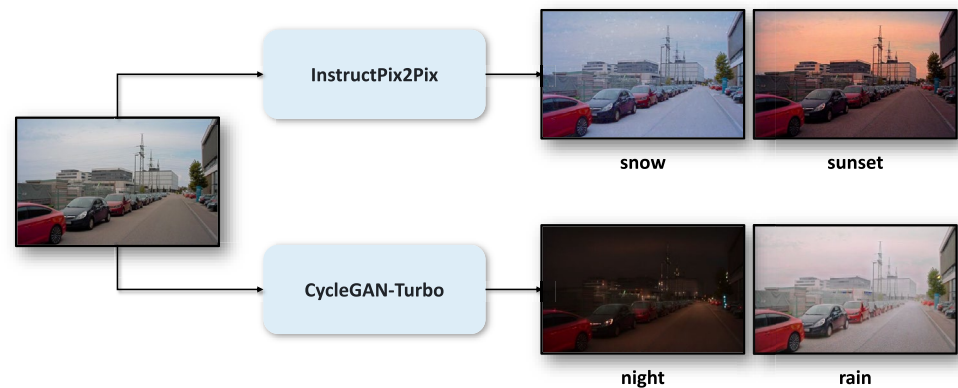 InstructPix2Pix
snow
sunset
CycleGAN-Turbo
night
rain